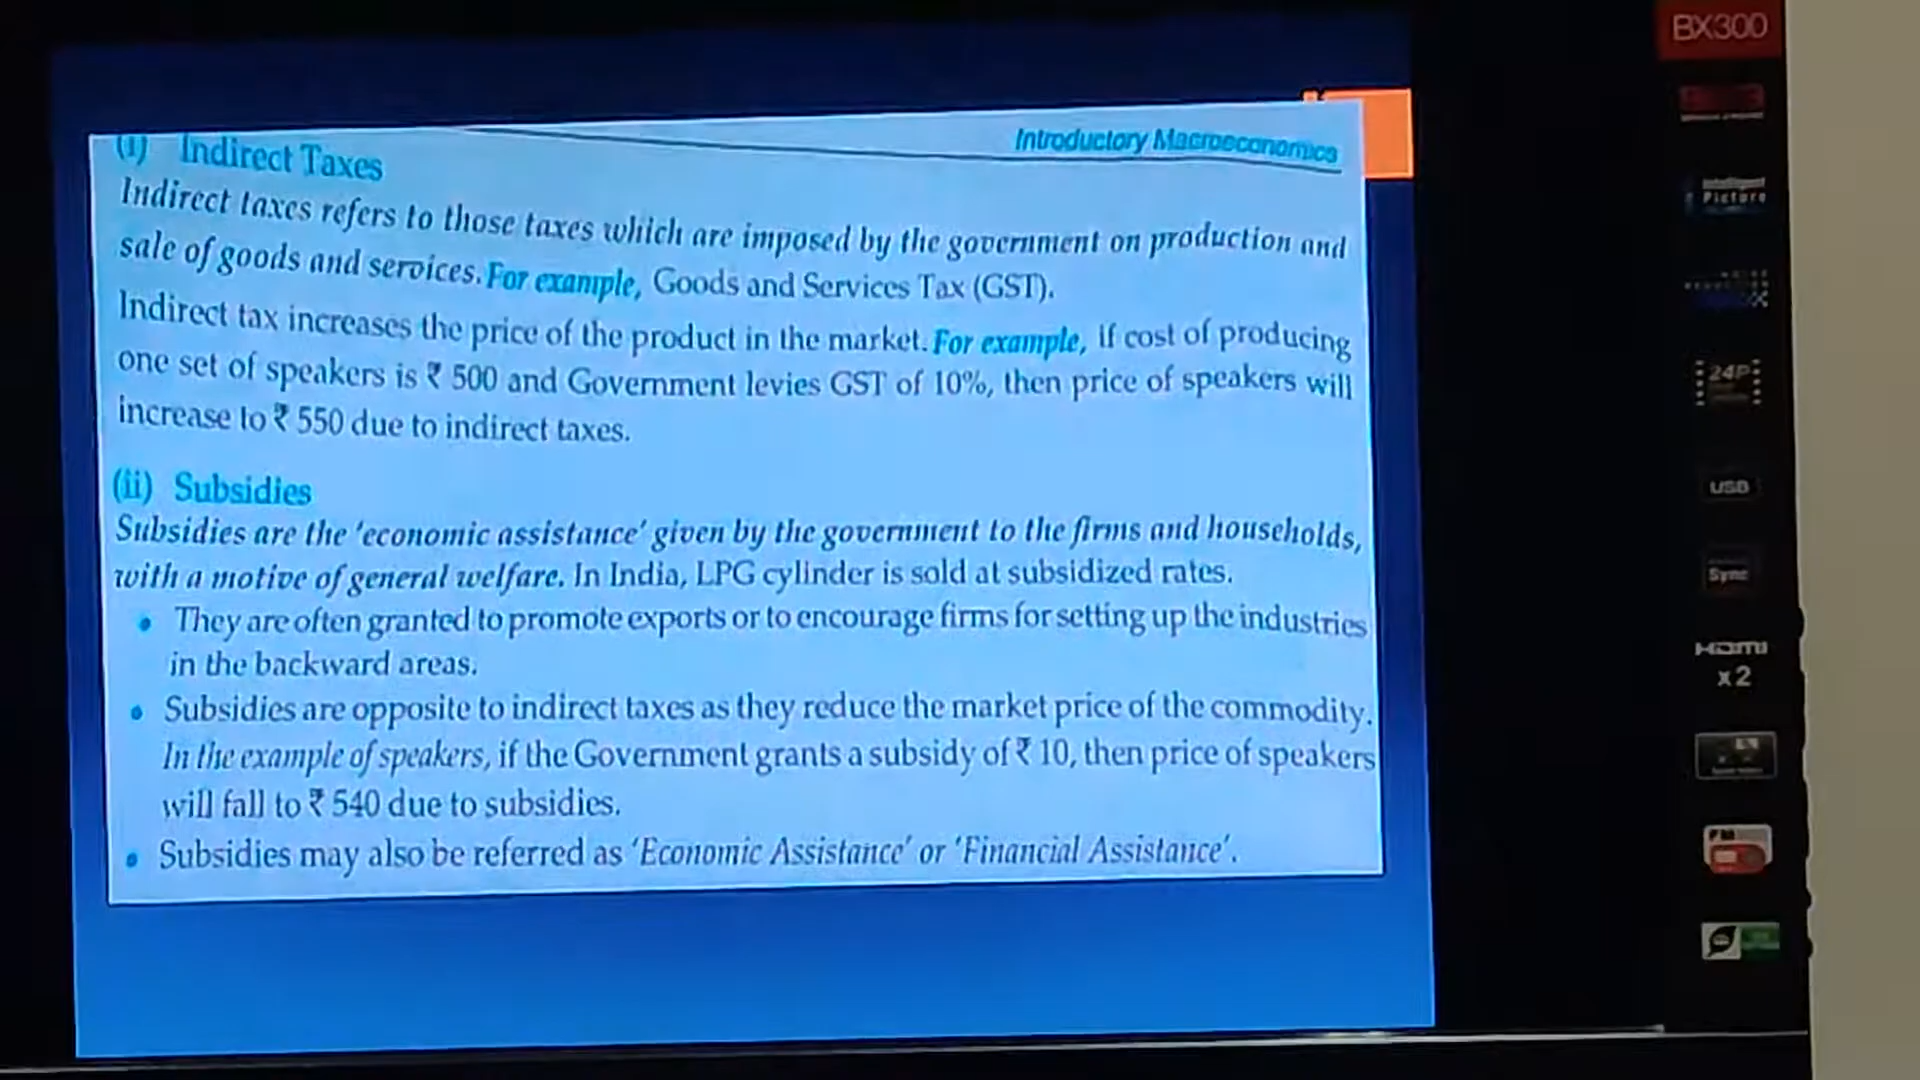 Introductory Macroeconomics
(i) Indirect Taxes
Indirect taxes refers to those taxes which are imposed by the government on production and
sale of goods and services. For example, Goods and Services Tax (GST).
Indirect tax increases the price of the product in the market. For example, if cost of producing
one set of speakers is ₹ 500 and Government levies GST of 10%, then price of speakers will
increase to ₹ 550 due to indirect taxes.
(ii) Subsidies
Subsidies are the 'economic assistance' given by the government to the firms and households,
with a motive of general welfare. In India, LPG cylinder is sold at subsidized rates.
• They are often granted to promote exports or to encourage firms for setting up the industries
in the backward areas.
• Subsidies are opposite to indirect taxes as they reduce the market price of the commodity.
In the example of speakers, if the Government grants a subsidy of ₹ 10, then price of speakers
will fall to ₹ 540 due to subsidies.
• Subsidies may also be referred as 'Economic Assistance' or 'Financial Assistance'.
BX300
Intelligent
Picture
24P
USB
Sync
HDMI
x2
FM